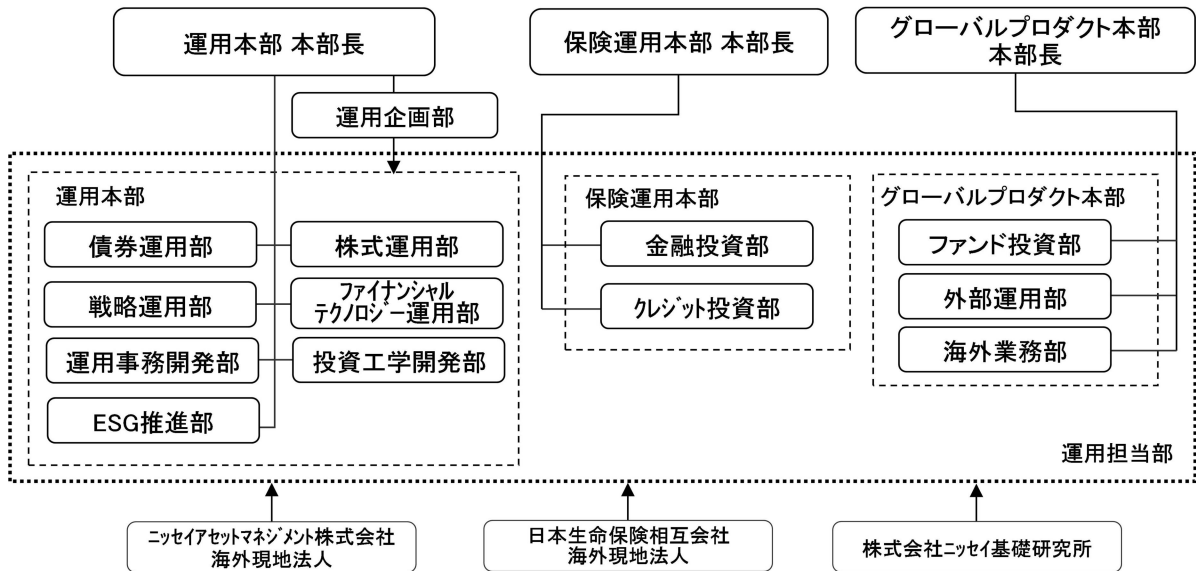 運用本部 本部長
保険運用本部 本部長
グローバルプロダクト本部
本部長
運用企画部
運用本部
債券運用部
株式運用部
戦略運用部
ﾌｧｲﾅﾝｼｬﾙ
ﾃｸﾉﾛｼﾞｰ運用部
運用事務開発部
投資工学開発部
ESG推進部
保険運用本部
金融投資部
ｸﾚｼﾞｯﾄ投資部
グローバルプロダクト本部
ファンド投資部
外部運用部
海外業務部
運用担当部
ﾆｯｾｲｱｾｯﾄﾏﾈｼﾞﾒﾝﾄ株式会社
海外現地法人
日本生命保険相互会社
海外現地法人
株式会社ニッセイ基礎研究所